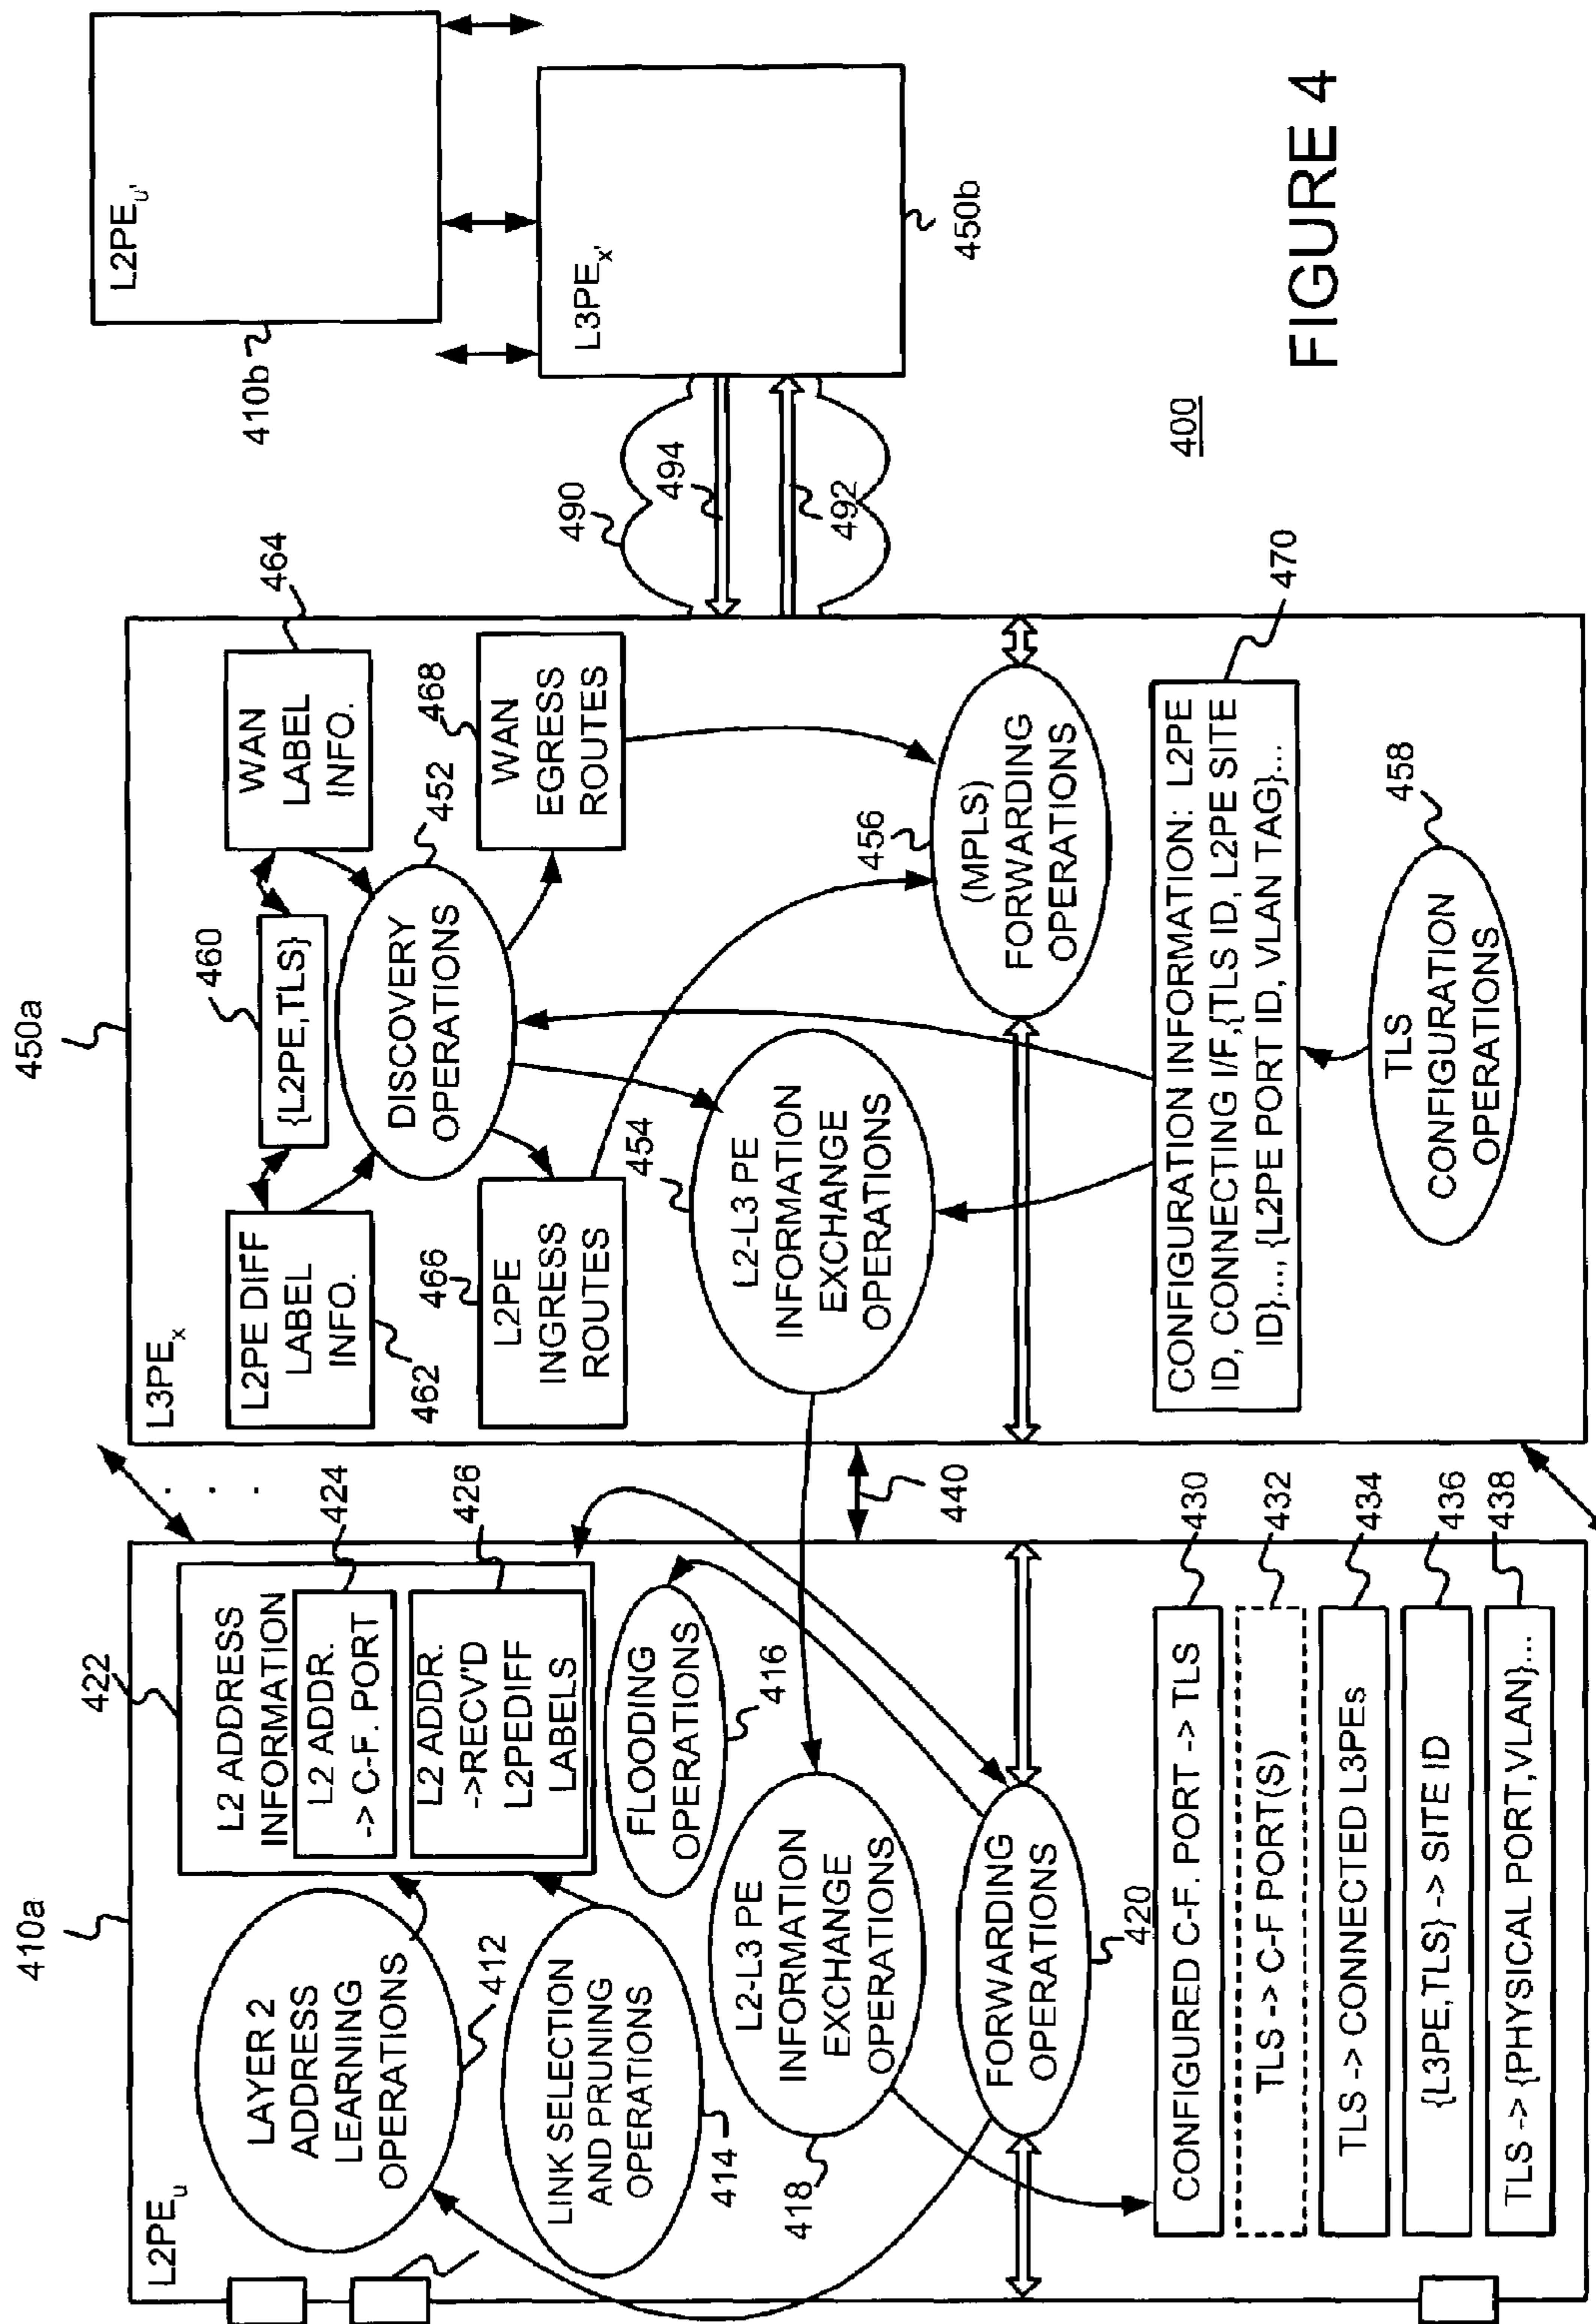 L2PEu
410a
LAYER 2
ADDRESS
LEARNING
OPERATIONS
412
LINK SELECTION
AND PRUNING
OPERATIONS
414
422
L2 ADDRESS
INFORMATION
L2 ADDR.
-> C-F. PORT
424
L2 ADDR.
->RECV'D
L2PEDIFF
LABELS
426
FLOODING
OPERATIONS
416
L2-L3 PE
INFORMATION
EXCHANGE
OPERATIONS
418
FORWARDING
OPERATIONS
420
CONFIGURED C-F. PORT -> TLS
430
TLS -> C-F PORT(S)
432
TLS -> CONNECTED L3PEs
434
{L3PE,TLS} -> SITE ID
436
TLS -> {PHYSICAL PORT,VLAN}...
438
440
L3PEx
450a
L2PE DIFF
LABEL
INFO.
462
460
{L2PE,TLS}
WAN
LABEL
INFO.
464
DISCOVERY
OPERATIONS
452
466
L2PE
INGRESS
ROUTES
468
WAN
EGRESS
ROUTES
454
L2-L3 PE
INFORMATION
EXCHANGE
OPERATIONS
456
(MPLS)
FORWARDING
OPERATIONS
470
CONFIGURATION INFORMATION: L2PE
ID, CONNECTING I/F,{TLS ID, L2PE SITE
ID}..., {L2PE PORT ID, VLAN TAG}...
TLS
CONFIGURATION
OPERATIONS
458
490
494
492
L2PEu'
410b
L3PEx'
450b
400
FIGURE 4